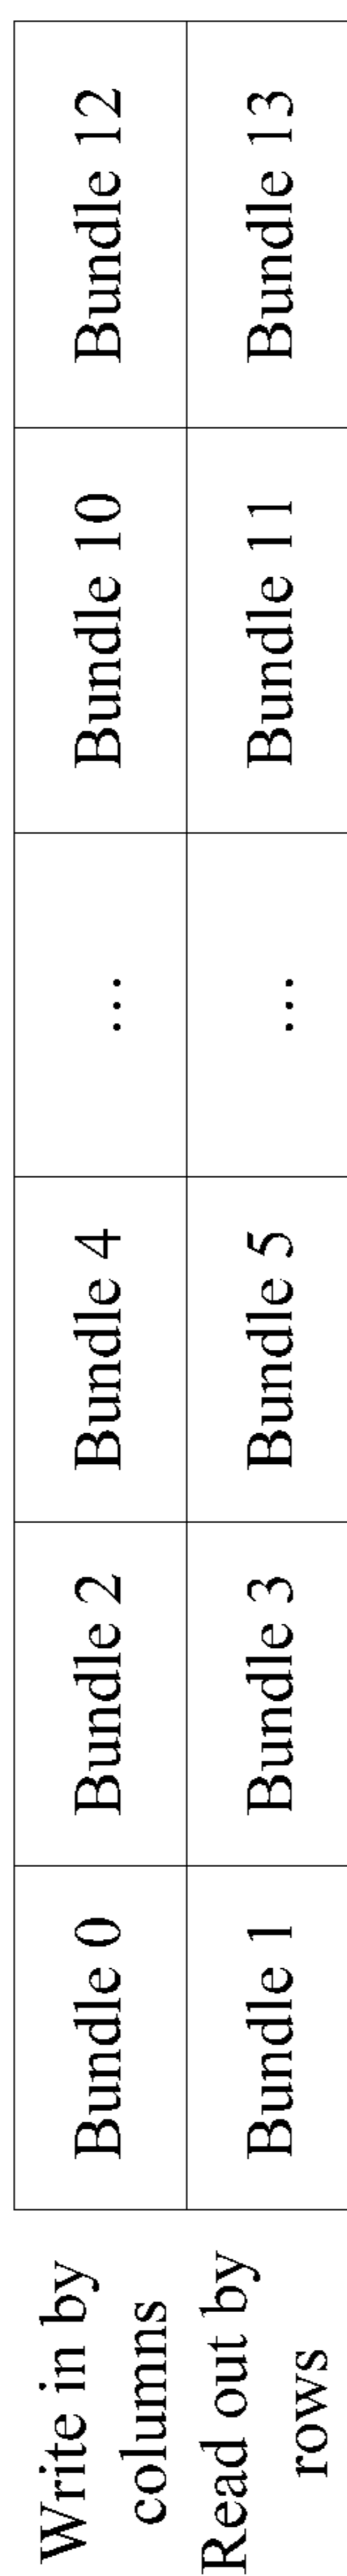 Write in by
columns
Read out by
rows
Bundle 0 Bundle 2 Bundle 4 … Bundle 10 Bundle 12
Bundle 1 Bundle 3 Bundle 5 … Bundle 11 Bundle 13